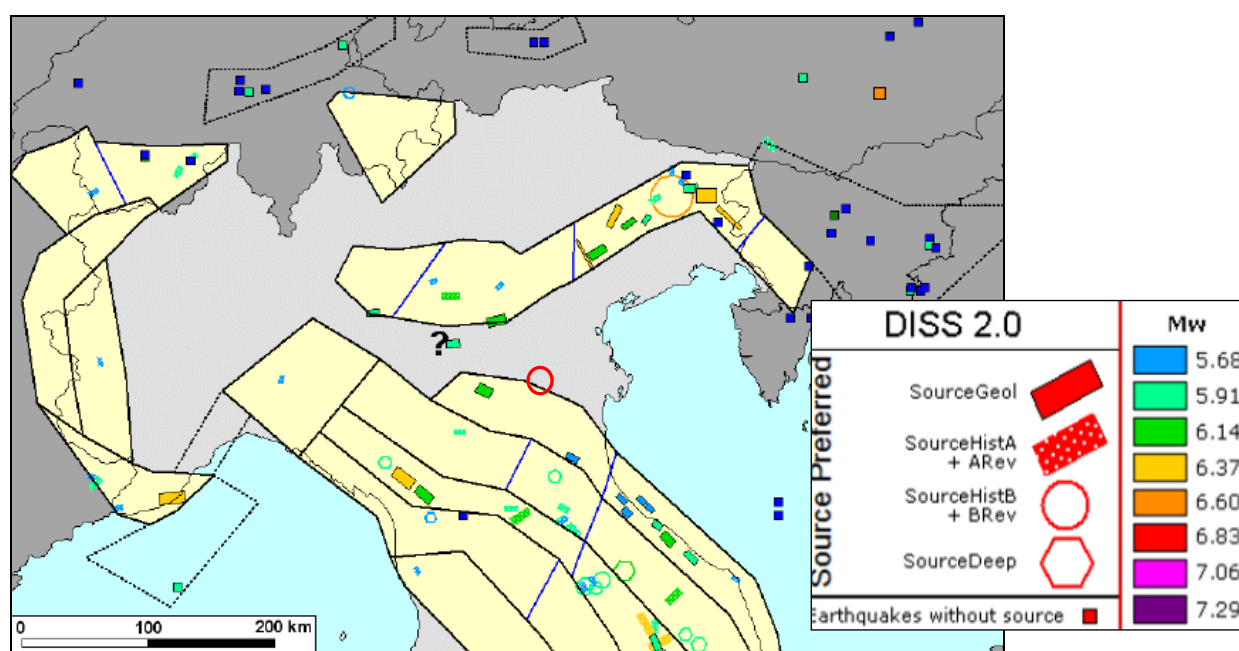 ?
DISS 2.0
Mw
Source Preferred
SourceGeol
SourceHistA
+ ARev
SourceHistB
+ BRev
SourceDeep
Earthquakes without source
5.68
5.91
6.14
6.37
6.60
6.83
7.06
7.29
0 100 200 km